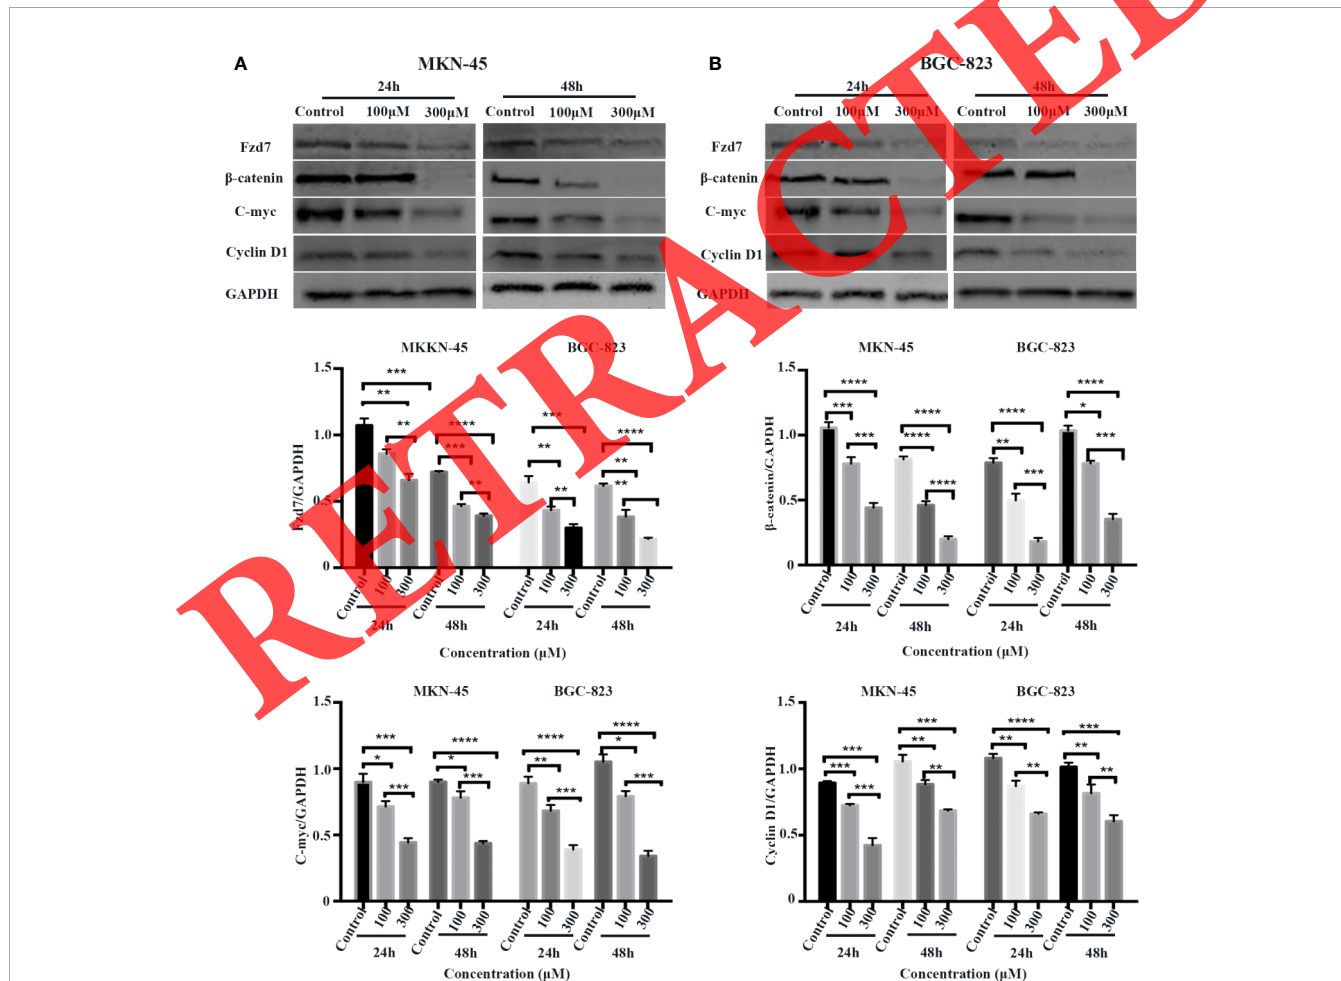 A
MKN-45
24h
48h
Control 100μM 300μM
Control 100μM 300μM
Fzd7
β-catenin
C-myc
Cyclin D1
GAPDH
B
BGC-823
24h
48h
Control 100μM 300μM
Control 100μM 300μM
Fzd7
β-catenin
C-myc
Cyclin D1
GAPDH
RETRACTED
MKKN-45
BGC-823
Fzd7/GAPDH
1.5
1.0
0.5
0
*** ** ** **** *** ** *** ** ** **** ** **
Control 100 300 Control 100 300 Control 100 300 Control 100 300
24h 48h 24h 48h
Concentration (μM)
MKN-45
BGC-823
β-catenin/GAPDH
1.5
1.0
0.5
0
**** *** *** **** **** **** **** ** *** **** * ***
Control 100 300 Control 100 300 Control 100 300 Control 100 300
24h 48h 24h 48h
Concentration (μM)
MKN-45
BGC-823
C-myc/GAPDH
1.5
1.0
0.5
0
*** * *** **** * *** **** ** *** **** * ***
Control 100 300 Control 100 300 Control 100 300 Control 100 300
24h 48h 24h 48h
Concentration (μM)
MKN-45
BGC-823
Cyclin D1/GAPDH
1.5
1.0
0.5
0
*** *** *** *** ** ** **** ** ** *** ** **
Control 100 300 Control 100 300 Control 100 300 Control 100 300
24h 48h 24h 48h
Concentration (μM)